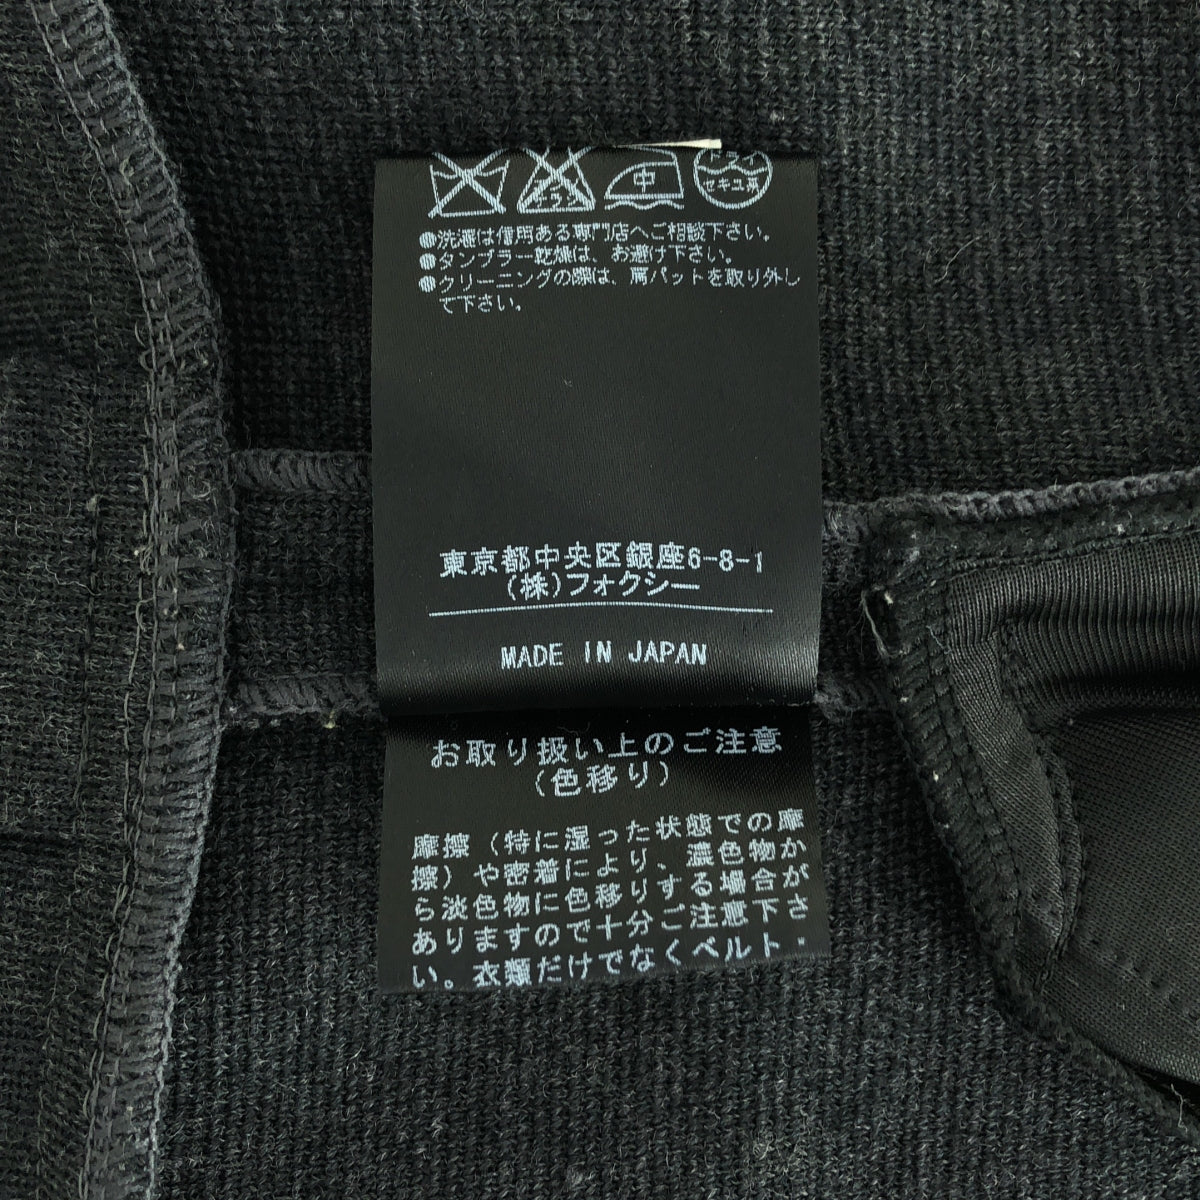 エンソサラシ
中
ドライ
セキユ系
●洗濯は信用ある専門店へご相談下さい。
●タンブラー乾燥は、お避け下さい。
●クリーニングの際は、肩パットを取り外し
て下さい。
東京都中央区銀座6-8-1
(株)フォクシー
MADE IN JAPAN
お取り扱い上のご注意
(色移り)
摩擦(特に湿った状態での摩
擦)や密着により、濃色物か
ら淡色物に色移りする場合が
ありますので十分ご注意下さ
い。衣類だけでなくベルト・